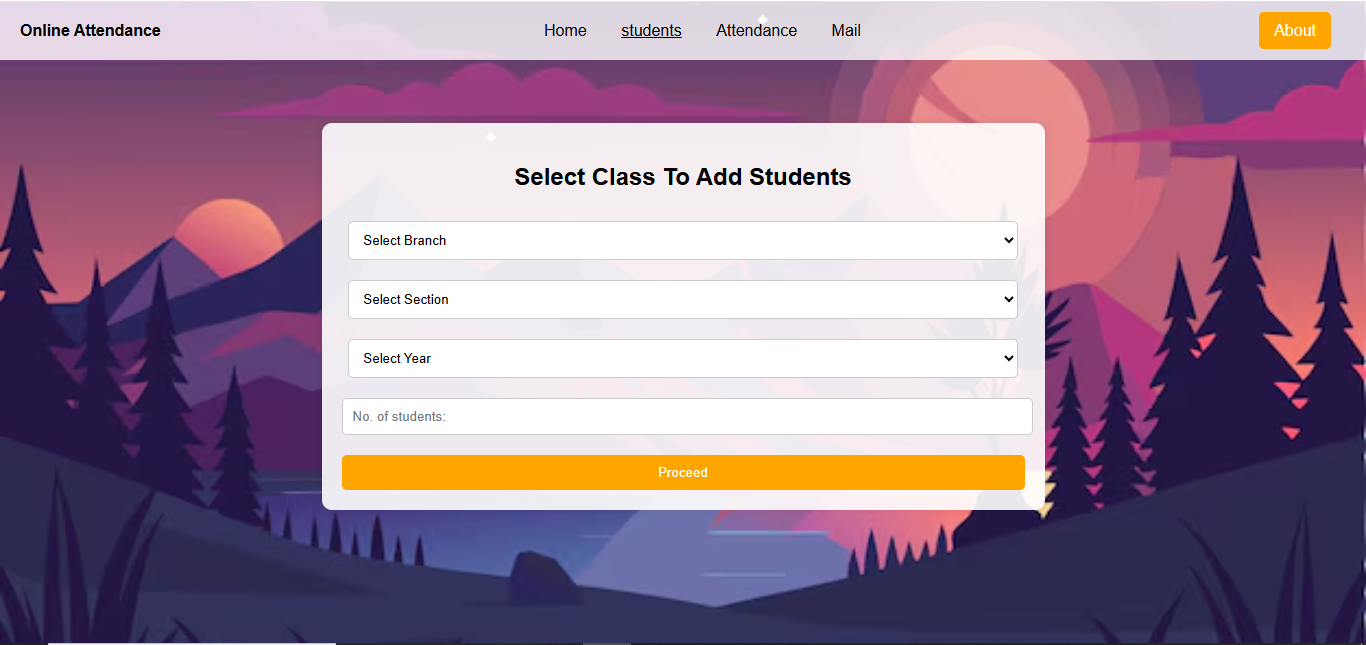 Online Attendance Home students Attendance Mail About
Select Class To Add Students
Select Branch
Select Section
Select Year
No. of students:
Proceed